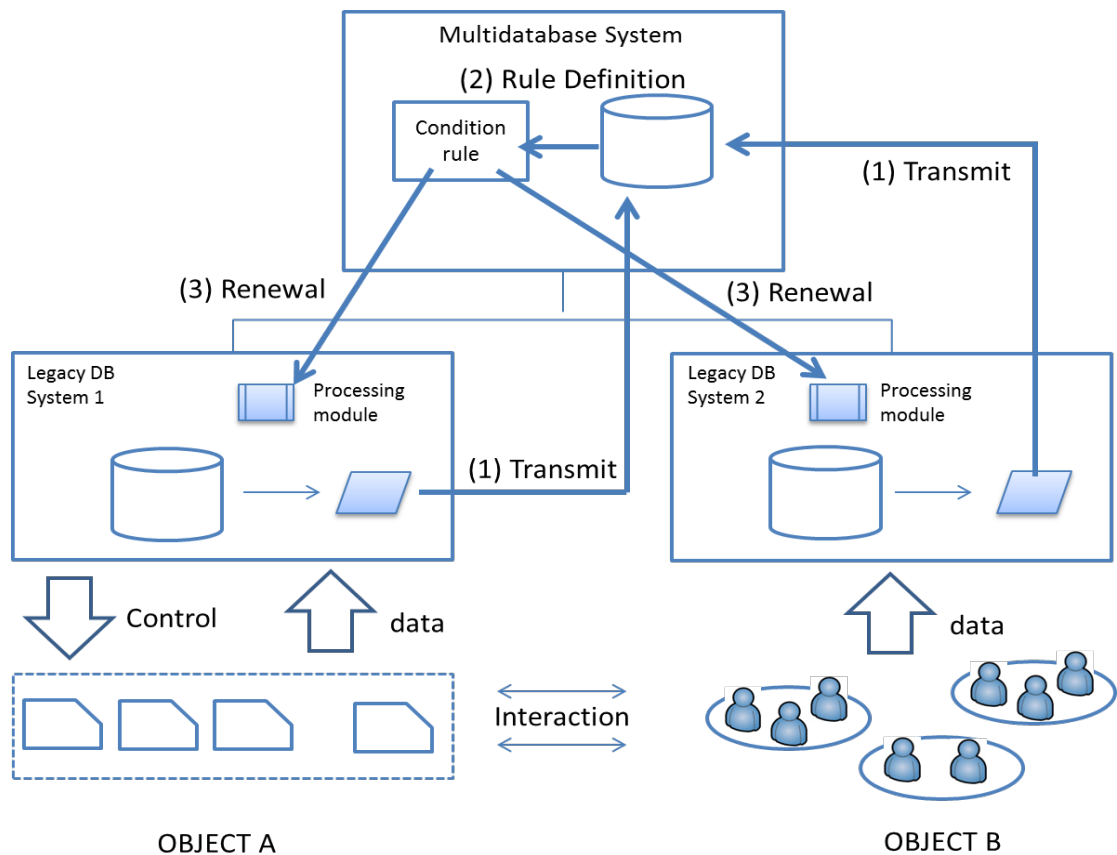 Multidatabase System
(2) Rule Definition
Condition
rule
(1) Transmit
(3) Renewal
(3) Renewal
Legacy DB
System 1
Processing
module
Legacy DB
System 2
Processing
module
(1) Transmit
Control
data
data
Interaction
OBJECT A
OBJECT B